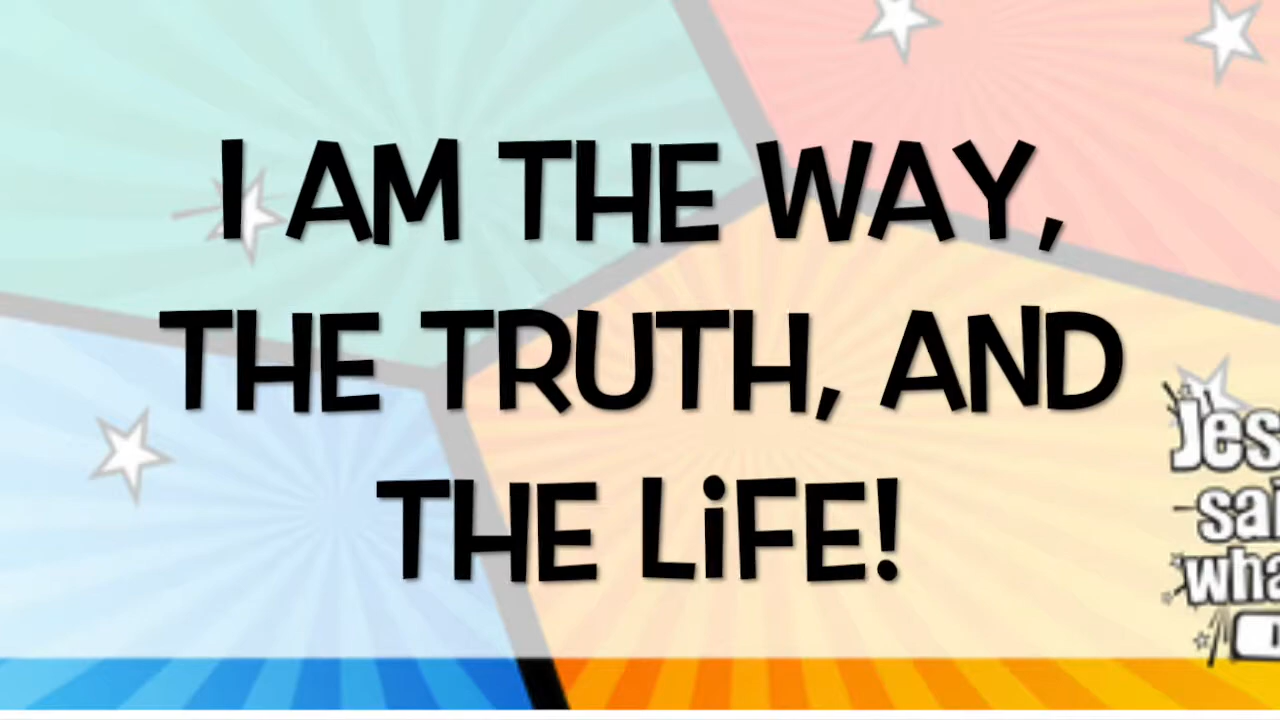 I AM THE WAY,
THE TRUTH, AND
THE LiFE!